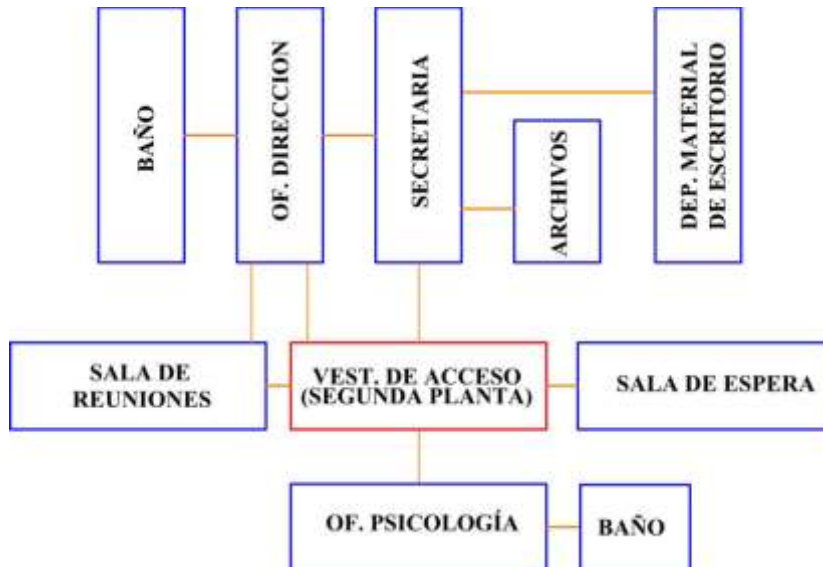 BAÑO
OF. DIRECCION
SECRETARIA
ARCHIVOS
DEP. MATERIAL
DE ESCRITORIO
SALA DE
REUNIONES
VEST. DE ACCESO
(SEGUNDA PLANTA)
SALA DE ESPERA
OF. PSICOLOGÍA
BAÑO